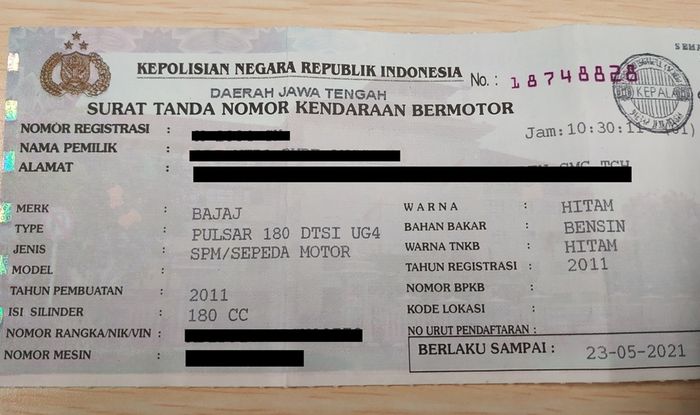 KEPOLISIAN NEGARA REPUBLIK INDONESIA No.: 18748828
DAERAH JAWA TENGAH
SURAT TANDA NOMOR KENDARAAN BERMOTOR
KEPALA
Jam:10:30:11
NOMOR REGISTRASI :
NAMA PEMILIK :
ALAMAT :
MERK : BAJAJ
TYPE : PULSAR 180 DTSI UG4
JENIS : SPM/SEPEDA MOTOR
MODEL :
TAHUN PEMBUATAN : 2011
ISI SILINDER : 180 CC
NOMOR RANGKA/NIK/VIN :
NOMOR MESIN :
WARNA : HITAM
BAHAN BAKAR : BENSIN
WARNA TNKB : HITAM
TAHUN REGISTRASI : 2011
NOMOR BPKB :
KODE LOKASI :
NO URUT PENDAFTARAN :
BERLAKU SAMPAI : 23-05-2021